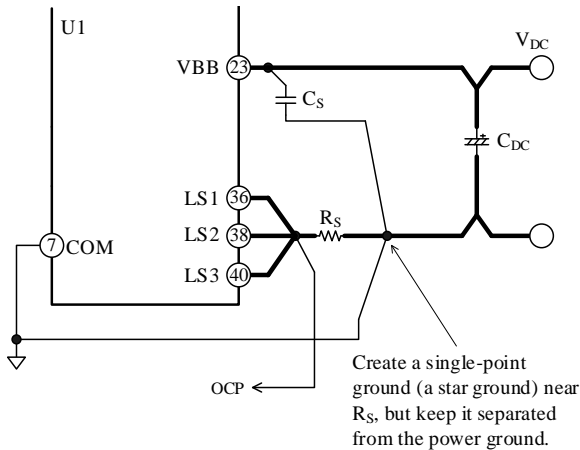 U1
VDC
VBB
23
CS
CDC
LS1
36
RS
7
COM
LS2
38
LS3
40
OCP
Create a single-point
ground (a star ground) near
RS, but keep it separated
from the power ground.